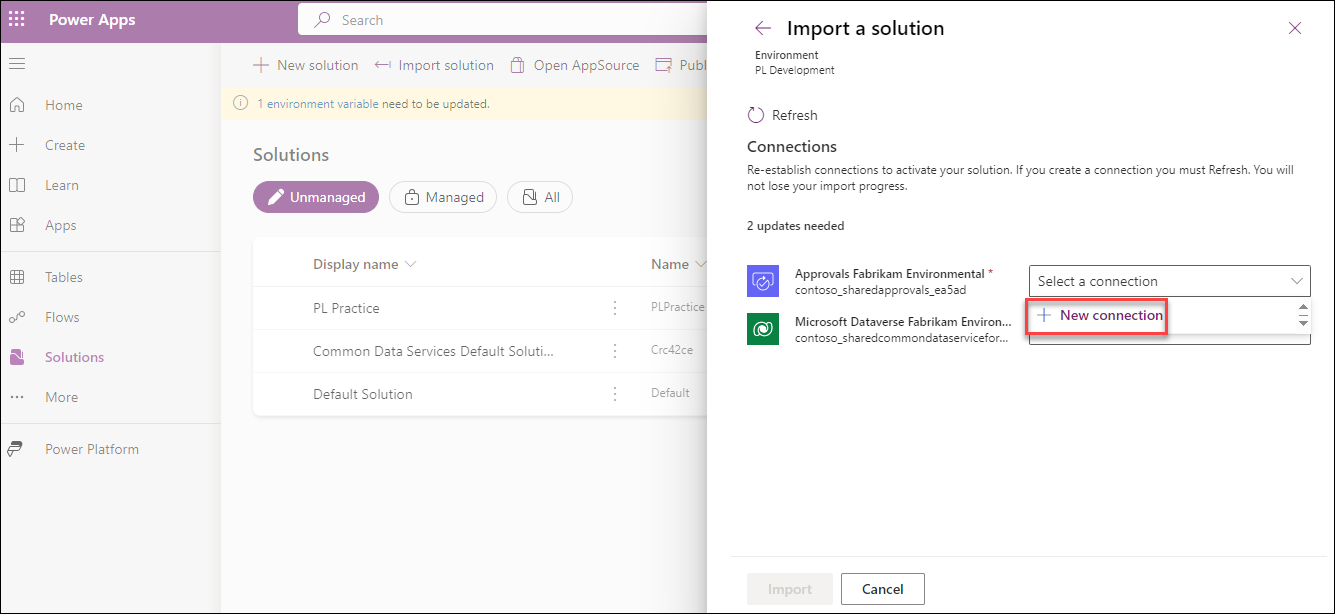 Power Apps
Search
Home
Create
Learn
Apps
Tables
Flows
Solutions
More
Power Platform
New solution
Import solution
Open AppSource
Publ
1 environment variable need to be updated.
Solutions
Unmanaged
Managed
All
Display name
Name
PL Practice
PLPractice
Common Data Services Default Soluti...
Crc42ce
Default Solution
Default
Import a solution
Environment
PL Development
Refresh
Connections
Re-establish connections to activate your solution. If you create a connection you must Refresh. You will
not lose your import progress.
2 updates needed
Approvals Fabrikam Environmental *
contoso_sharedapprovals_ea5ad
Select a connection
New connection
Microsoft Dataverse Fabrikam Environ...
contoso_sharedcommondataservicefor...
Import
Cancel